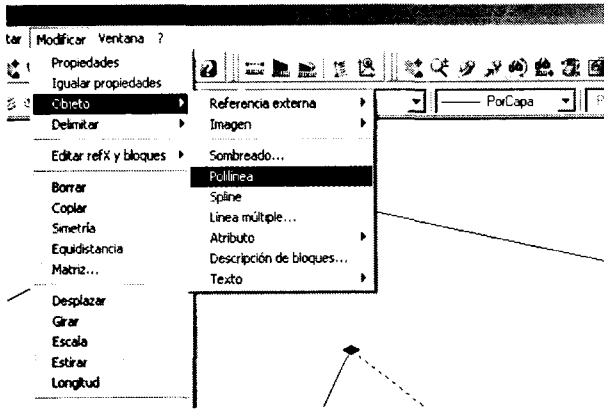 Modificar Ventana ?
Propiedades
Igualar propiedades
Objeto
Delimitar
Editar refX y bloques
Borrar
Copiar
Simetría
Equidistancia
Matriz...
Desplazar
Girar
Escala
Estirar
Longitud
Referencia externa
Imagen
Sombreado...
Polilínea
Spline
Línea múltiple...
Atributo
Descripción de bloques...
Texto
PorCapa